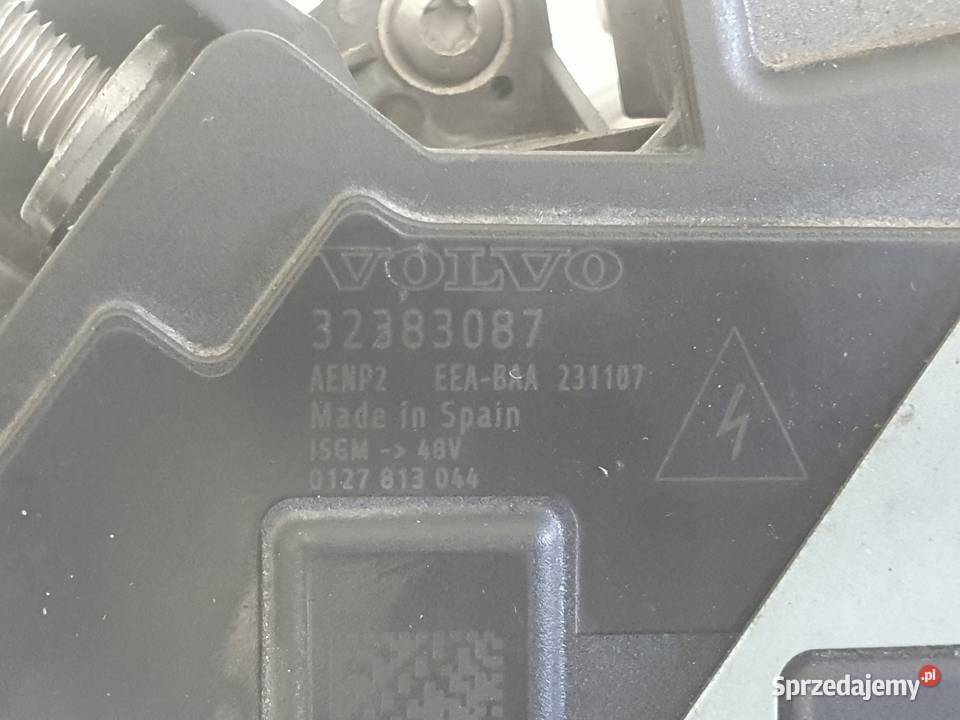 VOLVO
32383087
AENP2 EEA-BAA 231107
Made in Spain
ISGM -> 48V
0127 813 044
Sprzedajemy.pl